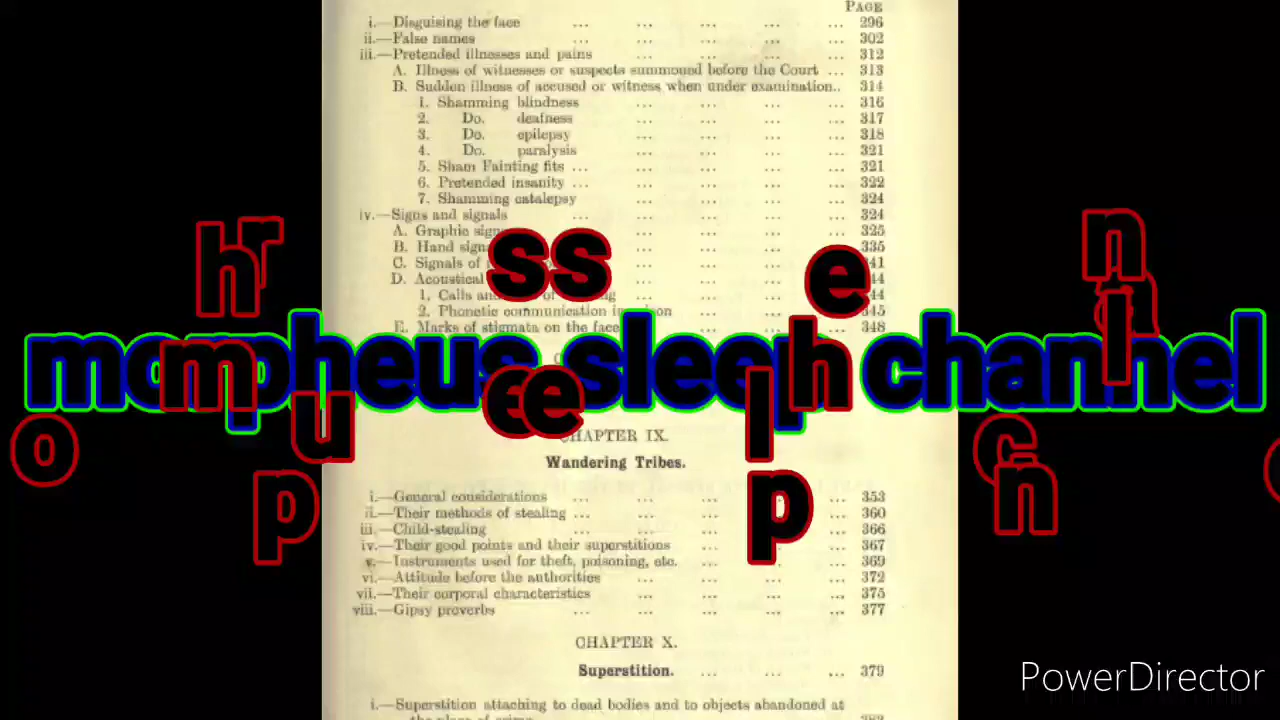 PAGE
i.—Disguising the face ... ... ... ... ... 296
ii.—False names ... ... ... ... ... 302
iii.—Pretended illnesses and pains ... ... ... ... 312
A. Illness of witnesses or suspects summoned before the Court ... 313
B. Sudden illness of accused or witness when under examination.. 314
1. Shamming blindness ... ... ... ... 316
2. Do. deafness ... ... ... ... 317
3. Do. epilepsy ... ... ... ... 318
4. Do. paralysis ... ... ... ... 321
5. Sham Fainting fits ... ... ... ... ... 321
6. Pretended insanity ... ... ... ... ... 322
7. Shamming catalepsy ... ... ... ... 324
iv.—Signs and signals ... ... ... ... ... 324
A. Graphic ... ... ... 325
B. Hand ... ... ... 335
C. Signals of
D. Acoustical
1. Calls and of
2. Phonetic communication
E. Marks of stigmata on the face 348
morpheus sleep channel
CHAPTER IX.
Wandering Tribes.
i.—General considerations ... ... ... ... 353
ii.—Their methods of stealing ... ... ... ... 360
iii.—Child-stealing ... ... ... ... 366
iv.—Their good points and their superstitions ... ... ... 367
v.—Instruments used for theft, poisoning, etc. ... ... ... 369
vi.—Attitude before the authorities ... ... ... ... 372
vii.—Their corporal characteristics ... ... ... ... 375
viii.—Gipsy proverbs ... ... ... ... ... 377
CHAPTER X.
Superstition. ... ... ... 379
i.—Superstition attaching to dead bodies and to objects abandoned at
PowerDirector